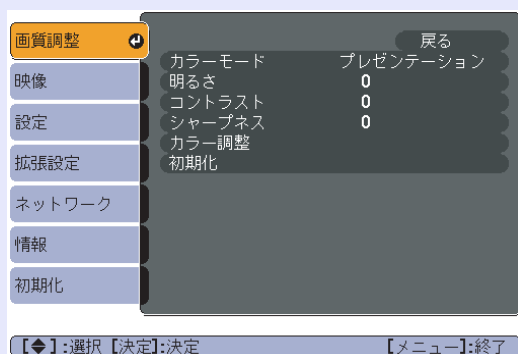 画質調整
映像
設定
拡張設定
ネットワーク
情報
初期化
戻る
カラーモード プレゼンテーション
明るさ 0
コントラスト 0
シャープネス 0
カラー調整
初期化
[◆]:選択 [決定]:決定 [メニュー]:終了